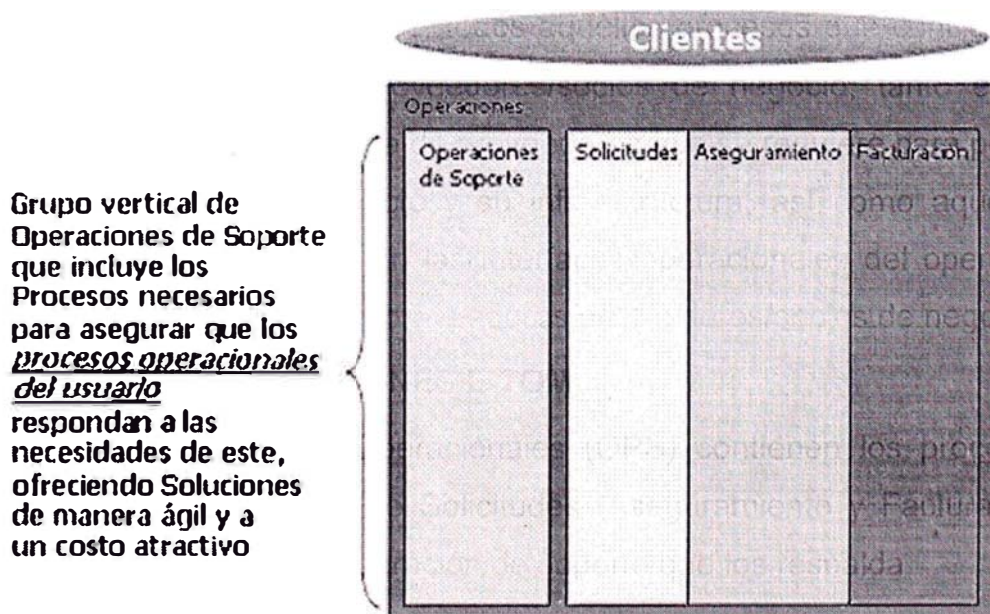 Clientes
Operaciones
Operaciones
de Soporte
Solicitudes
Aseguramiento
Facturación
Grupo vertical de
Operaciones de Soporte
que incluye los
Procesos necesarios
para asegurar que los
procesos operacionales
del usuario
respondan a las
necesidades de este,
ofreciendo Soluciones
de manera ágil y a
un costo atractivo